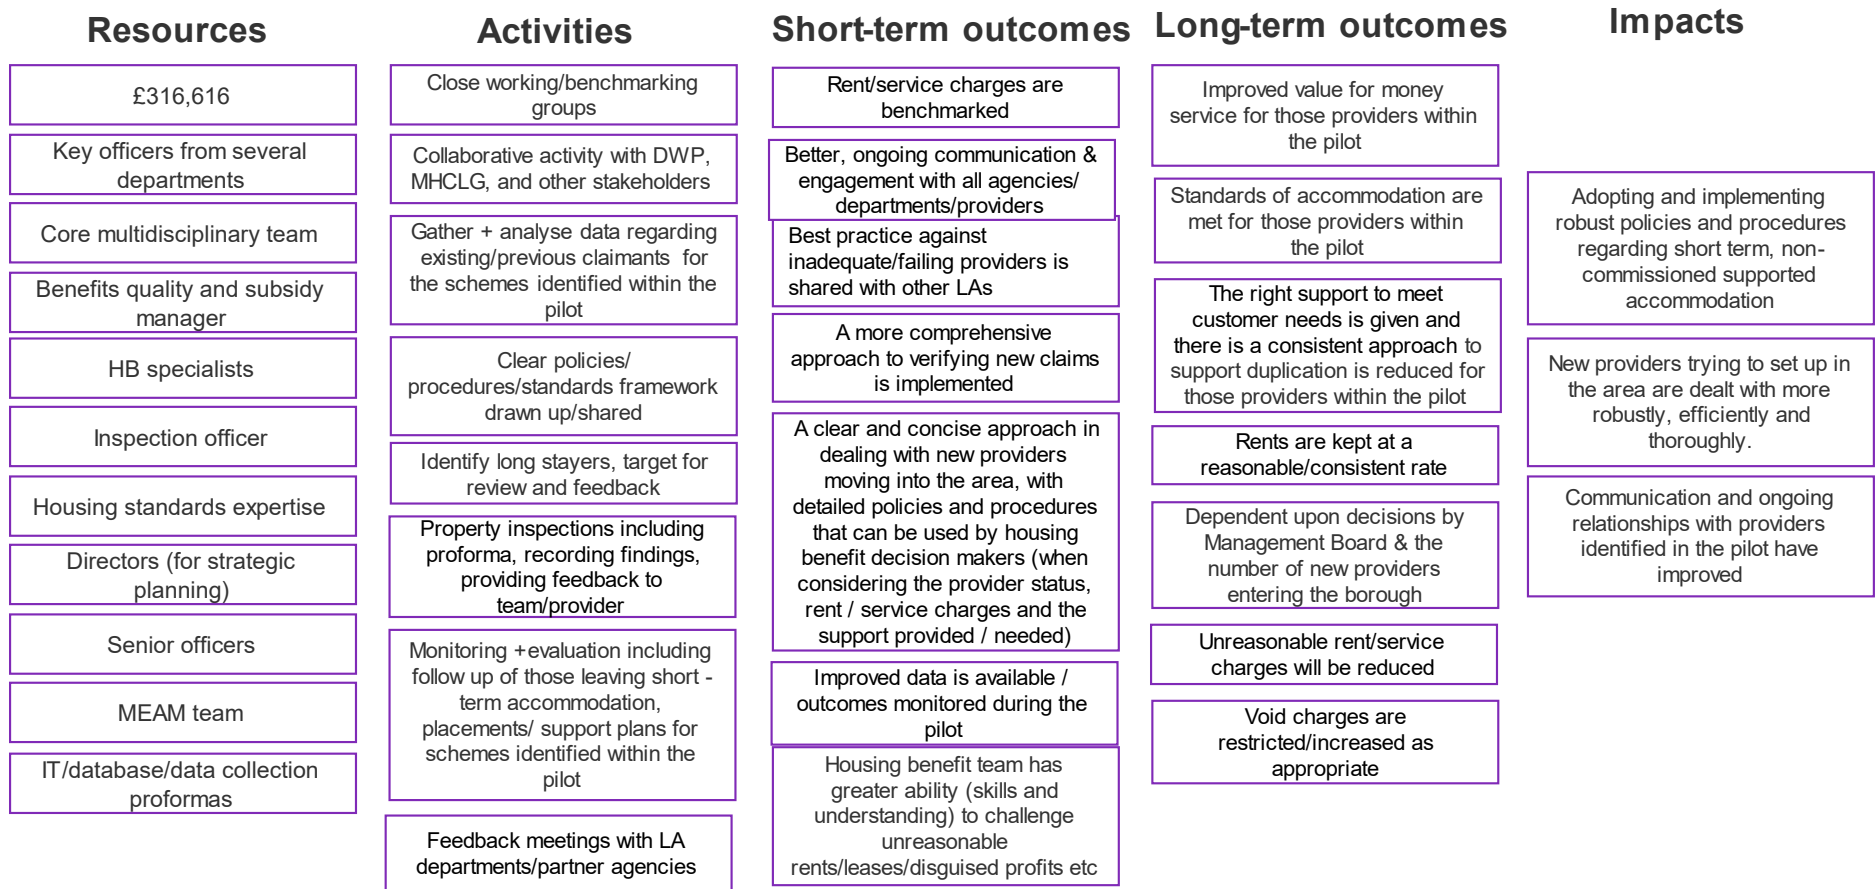 Resources
£316,616
Key officers from several
departments
Core multidisciplinary team
Benefits quality and subsidy
manager
HB specialists
Inspection officer
Housing standards expertise
Directors (for strategic
planning)
Senior officers
MEAM team
IT/database/data collection
proformas
Activities
Close working/benchmarking
groups
Collaborative activity with DWP,
MHCLG, and other stakeholders
Gather + analyse data regarding
existing/previous claimants for
the schemes identified within the
pilot
Clear policies/
procedures/standards framework
drawn up/shared
Identify long stayers, target for
review and feedback
Property inspections including
proforma, recording findings,
providing feedback to
team/provider
Monitoring +evaluation including
follow up of those leaving short -
term accommodation,
placements/ support plans for
schemes identified within the
pilot
Feedback meetings with LA
departments/partner agencies
Short-term outcomes
Rent/service charges are
benchmarked
Better, ongoing communication &
engagement with all agencies/
departments/providers
Best practice against
inadequate/failing providers is
shared with other LAs
A more comprehensive
approach to verifying new claims
is implemented
A clear and concise approach in
dealing with new providers
moving into the area, with
detailed policies and procedures
that can be used by housing
benefit decision makers (when
considering the provider status,
rent / service charges and the
support provided / needed)
Improved data is available /
outcomes monitored during the
pilot
Housing benefit team has
greater ability (skills and
understanding) to challenge
unreasonable
rents/leases/disguised profits etc
Long-term outcomes
Improved value for money
service for those providers within
the pilot
Standards of accommodation are
met for those providers within
the pilot
The right support to meet
customer needs is given and
there is a consistent approach to
support duplication is reduced for
those providers within the pilot
Rents are kept at a
reasonable/consistent rate
Dependent upon decisions by
Management Board & the
number of new providers
entering the borough
Unreasonable rent/service
charges will be reduced
Void charges are
restricted/increased as
appropriate
Impacts
Adopting and implementing
robust policies and procedures
regarding short term, non-
commissioned supported
accommodation
New providers trying to set up in
the area are dealt with more
robustly, efficiently and
thoroughly.
Communication and ongoing
relationships with providers
identified in the pilot have
improved